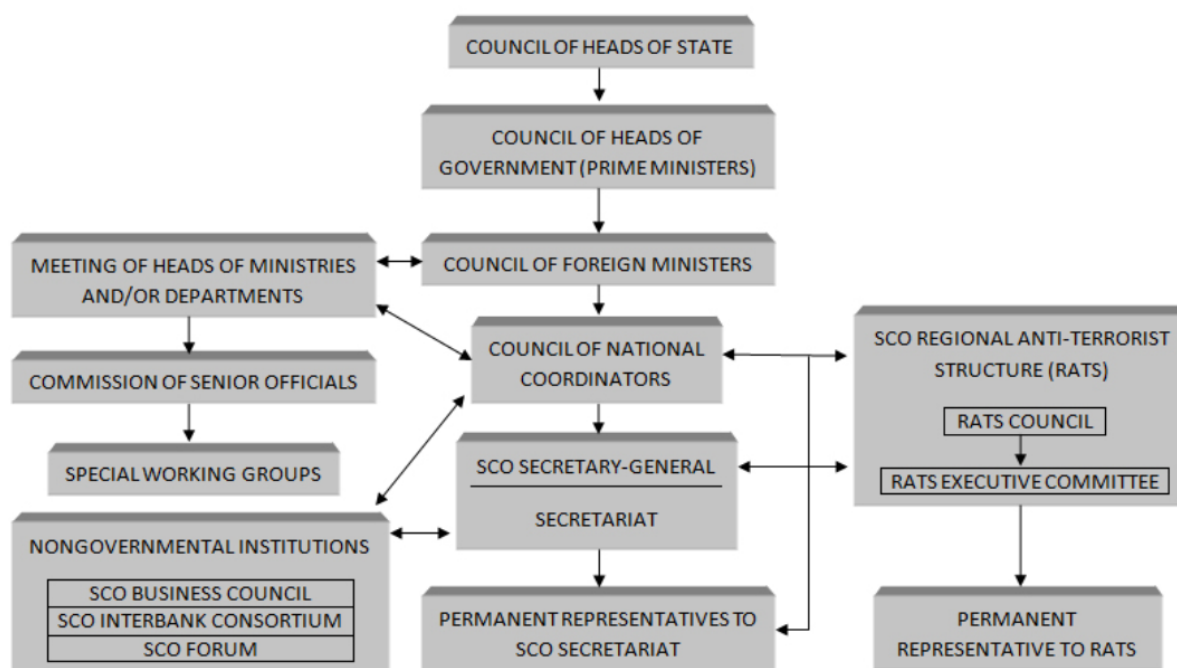 COUNCIL OF HEADS OF STATE
COUNCIL OF HEADS OF
GOVERNMENT (PRIME MINISTERS)
MEETING OF HEADS OF MINISTRIES
AND/OR DEPARTMENTS
COUNCIL OF FOREIGN MINISTERS
COMMISSION OF SENIOR OFFICIALS
COUNCIL OF NATIONAL
COORDINATORS
SCO REGIONAL ANTI-TERRORIST
STRUCTURE (RATS)
RATS COUNCIL
RATS EXECUTIVE COMMITTEE
SPECIAL WORKING GROUPS
SCO SECRETARY-GENERAL
SECRETARIAT
NONGOVERNMENTAL INSTITUTIONS
SCO BUSINESS COUNCIL
SCO INTERBANK CONSORTIUM
SCO FORUM
PERMANENT REPRESENTATIVES TO
SCO SECRETARIAT
PERMANENT
REPRESENTATIVE TO RATS